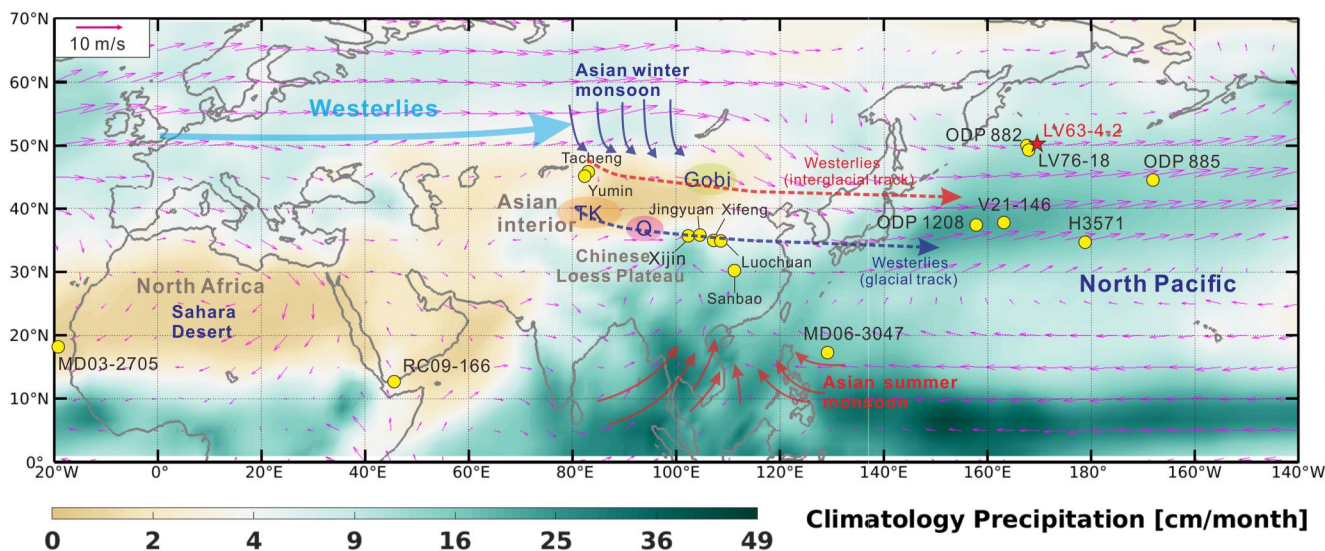 70°N
60°N
50°N
40°N
30°N
20°N
10°N
0°
10 m/s
Westerlies
Asian winter
monsoon
ODP 882
LV63-4-2
LV76-18
ODP 885
Tacheng
Yumin
Gobi
Westerlies
(interglacial track)
Asian
interior
TK
Q
Jingyuan
Xifeng
Xijin
Luochuan
Chinese
Loess Plateau
Sanbao
V21-146
ODP 1208
H3571
Westerlies
(glacial track)
North Pacific
North Africa
Sahara
Desert
MD03-2705
RC09-166
MD06-3047
Asian summer
monsoon
20°W
0°
20°E
40°E
60°E
80°E
100°E
120°E
140°E
160°E
180°
160°W
140°W
0
2
4
9
16
25
36
49
Climatology Precipitation [cm/month]